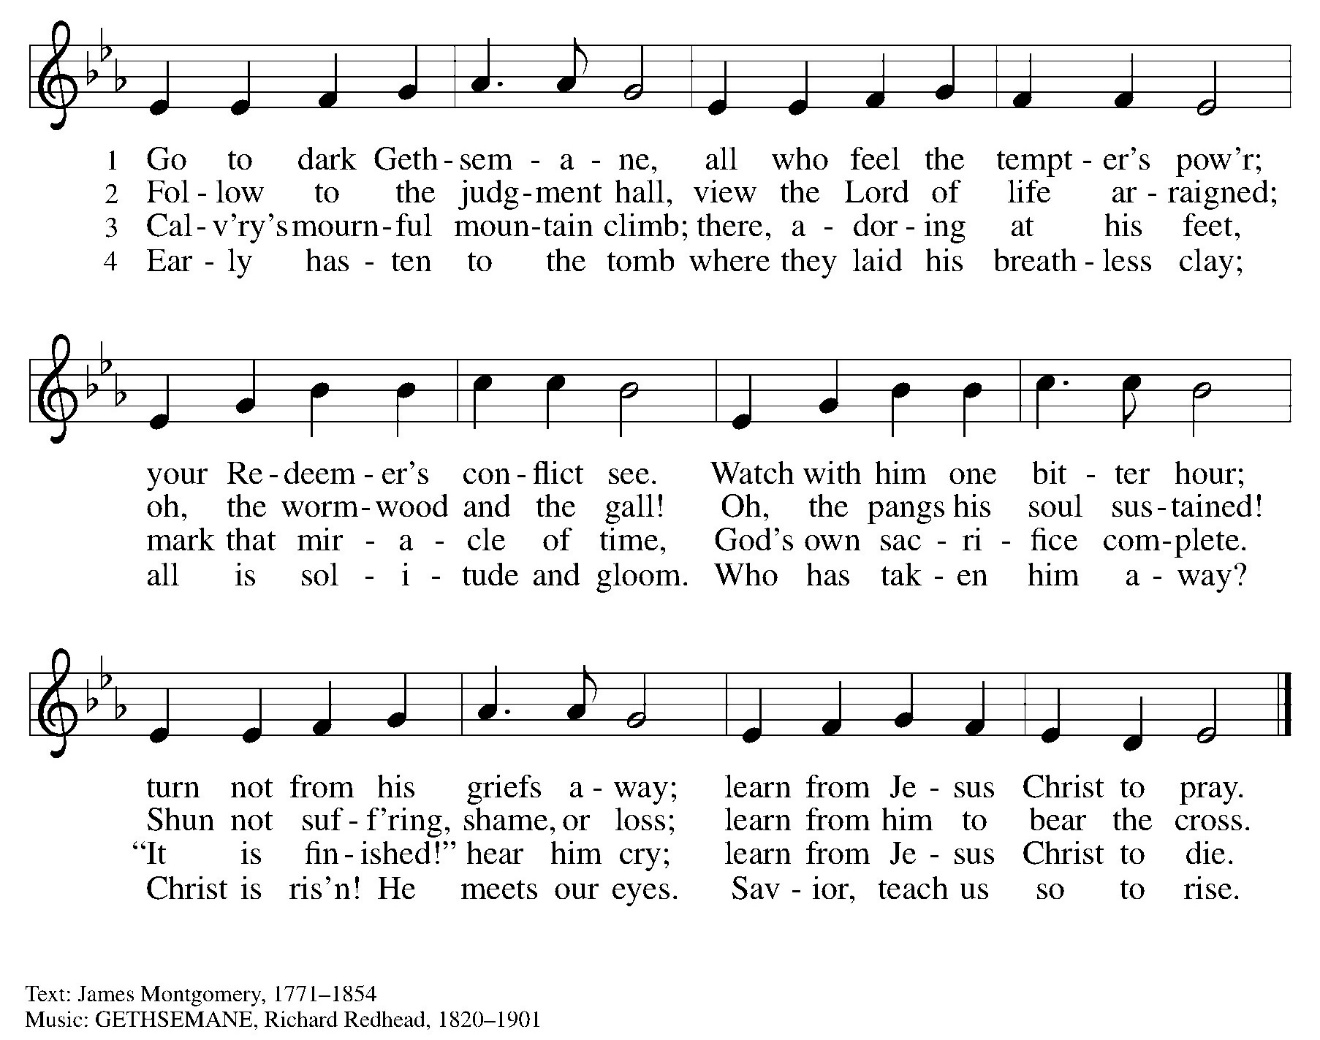 1 Go to dark Geth - sem - a - ne, all who feel the tempt - er's pow'r;
2 Fol - low to the judg - ment hall, view the Lord of life ar - raigned;
3 Cal - v'ry's mourn - ful moun - tain climb; there, a - dor - ing at his feet,
4 Ear - ly has - ten to the tomb where they laid his breath - less clay;
your Re - deem - er's con - flict see. Watch with him one bit - ter hour;
oh, the worm - wood and the gall! Oh, the pangs his soul sus - tained!
mark that mir - a - cle of time, God's own sac - ri - fice com - plete.
all is sol - i - tude and gloom. Who has tak - en him a - way?
turn not from his griefs a - way; learn from Je - sus Christ to pray.
Shun not suf - f'ring, shame, or loss; learn from him to bear the cross.
“It is fin - ished!” hear him cry; learn from Je - sus Christ to die.
Christ is ris'n! He meets our eyes. Sav - ior, teach us so to rise.
Text: James Montgomery, 1771–1854
Music: GETHSEMANE, Richard Redhead, 1820–1901